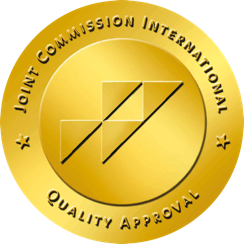 Joint Commission International
Quality Approval